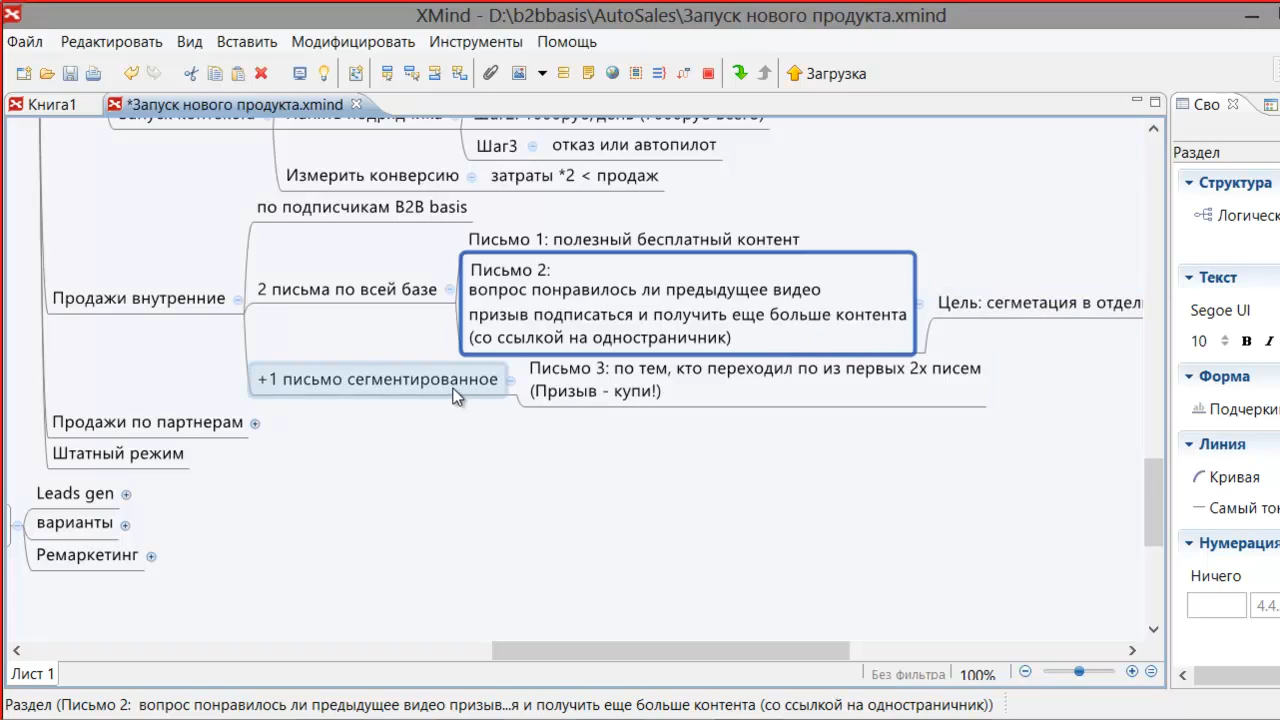 XMind - D:\b2bbasis\AutoSales\Запуск нового продукта.xmind
Файл Редактировать Вид Вставить Модифицировать Инструменты Помощь
Загрузка
Книга1
*Запуск нового продукта.xmind
Сво
Раздел
Структура
Логическ
Текст
Segoe UI
10 B I
Форма
Подчерки
Линия
Кривая
Самый тон
Нумерация
Ничего
4.4.
Шаг3 отказ или автопилот
Измерить конверсию затраты *2 < продаж
по подписчикам B2B basis
Письмо 1: полезный бесплатный контент
Продажи внутренние
2 письма по всей базе
Письмо 2:
вопрос понравилось ли предыдущее видео
призыв подписаться и получить еще больше контента
(со ссылкой на одностраничник)
Цель: сегметация в отдел
+1 письмо сегментированное
Письмо 3: по тем, кто переходил по из первых 2х писем
(Призыв - купи!)
Продажи по партнерам
Штатный режим
Leads gen
варианты
Ремаркетинг
Лист 1
Без фильтра 100%
Раздел (Письмо 2: вопрос понравилось ли предыдущее видео призыв...я и получить еще больше контента (со ссылкой на одностраничник))